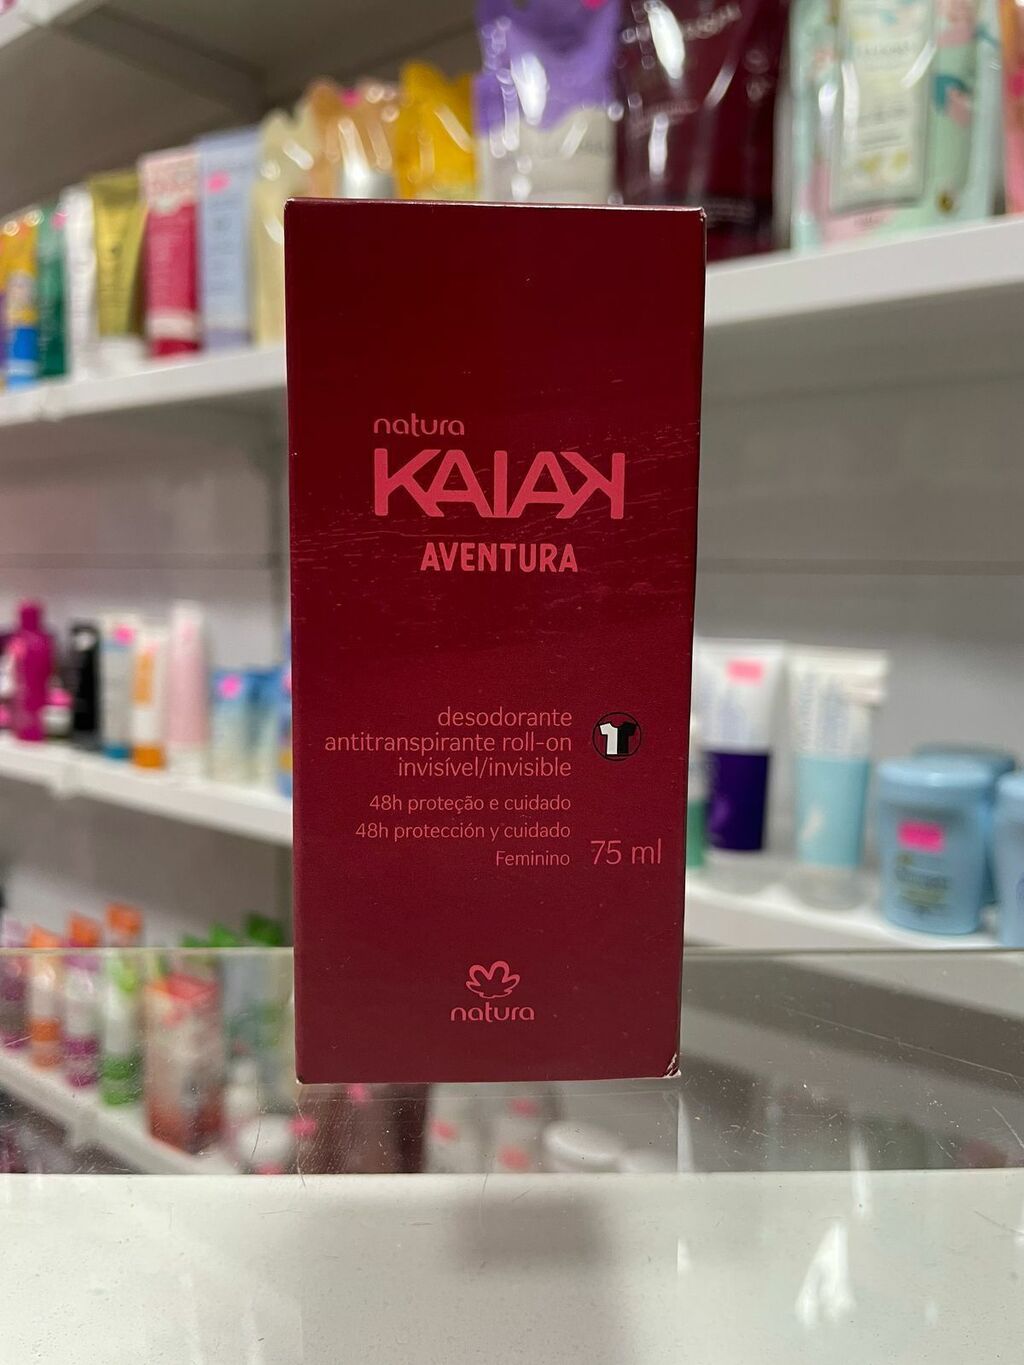 natura
KAIAK
AVENTURA
desodorante
antitranspirante roll-on
invisível/invisible
48h proteção e cuidado
48h protección y cuidado
Feminino
75 ml
natura